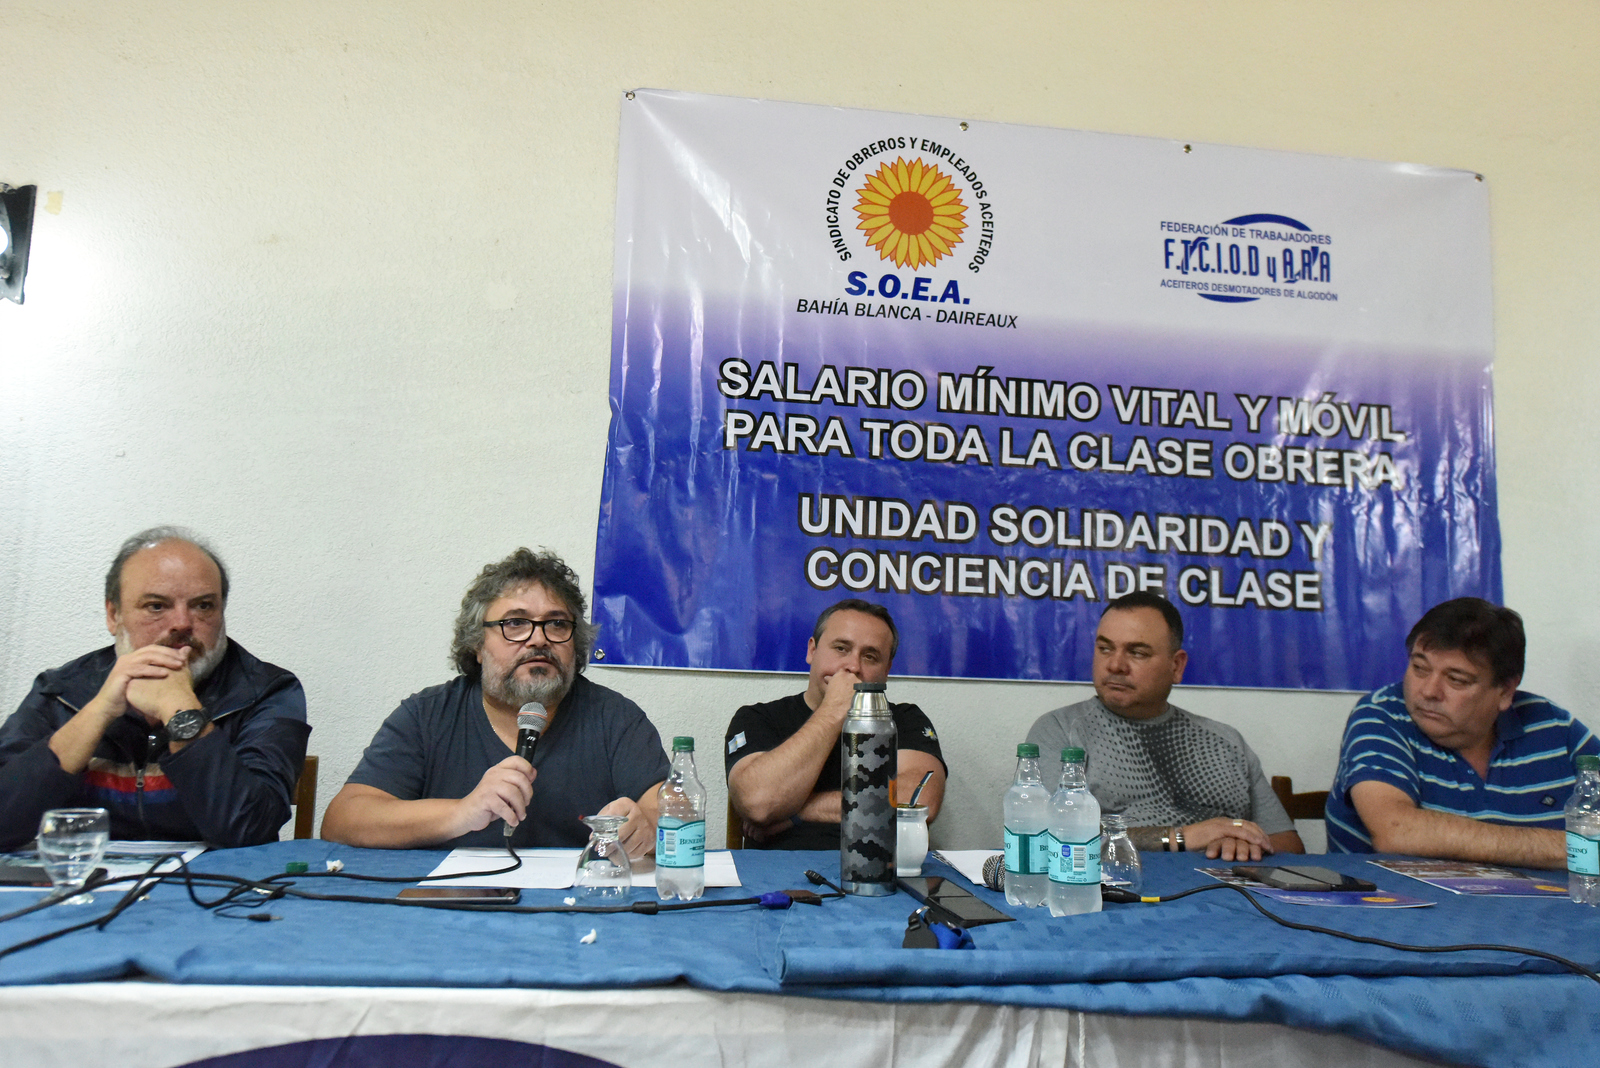 SINDICATO DE OBREROS Y EMPLEADOS ACEITEROS
S.O.E.A.
BAHÍA BLANCA - DAIREAUX
FEDERACIÓN DE TRABAJADORES
F.T.C.I.O.D y A.R.A
ACEITEROS DESMOTADORES DE ALGODÓN
SALARIO MÍNIMO VITAL Y MÓVIL
PARA TODA LA CLASE OBRERA
UNIDAD SOLIDARIDAD Y
CONCIENCIA DE CLASE